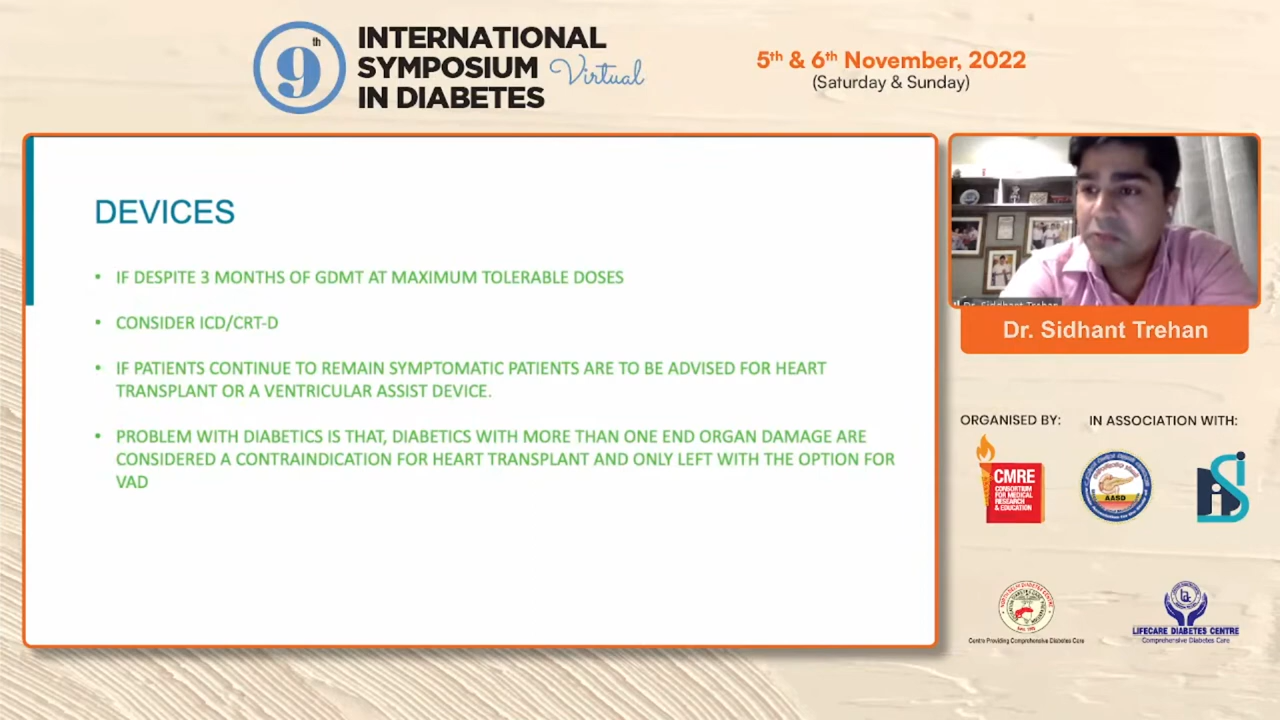 9th
INTERNATIONAL
SYMPOSIUM Virtual
IN DIABETES
5th & 6th November, 2022
(Saturday & Sunday)
DEVICES
• IF DESPITE 3 MONTHS OF GDMT AT MAXIMUM TOLERABLE DOSES
• CONSIDER ICD/CRT-D
• IF PATIENTS CONTINUE TO REMAIN SYMPTOMATIC PATIENTS ARE TO BE ADVISED FOR HEART
TRANSPLANT OR A VENTRICULAR ASSIST DEVICE.
• PROBLEM WITH DIABETICS IS THAT, DIABETICS WITH MORE THAN ONE END ORGAN DAMAGE ARE
CONSIDERED A CONTRAINDICATION FOR HEART TRANSPLANT AND ONLY LEFT WITH THE OPTION FOR
VAD
Dr. Sidhant Trehan
ORGANISED BY:
IN ASSOCIATION WITH:
CMRE
CONSORTIUM
FOR MEDICAL
RESEARCH
& EDUCATION
AASD
Centre Providing Comprehensive Diabetes Care
LIFECARE DIABETES CENTRE
Comprehensive Diabetes Care